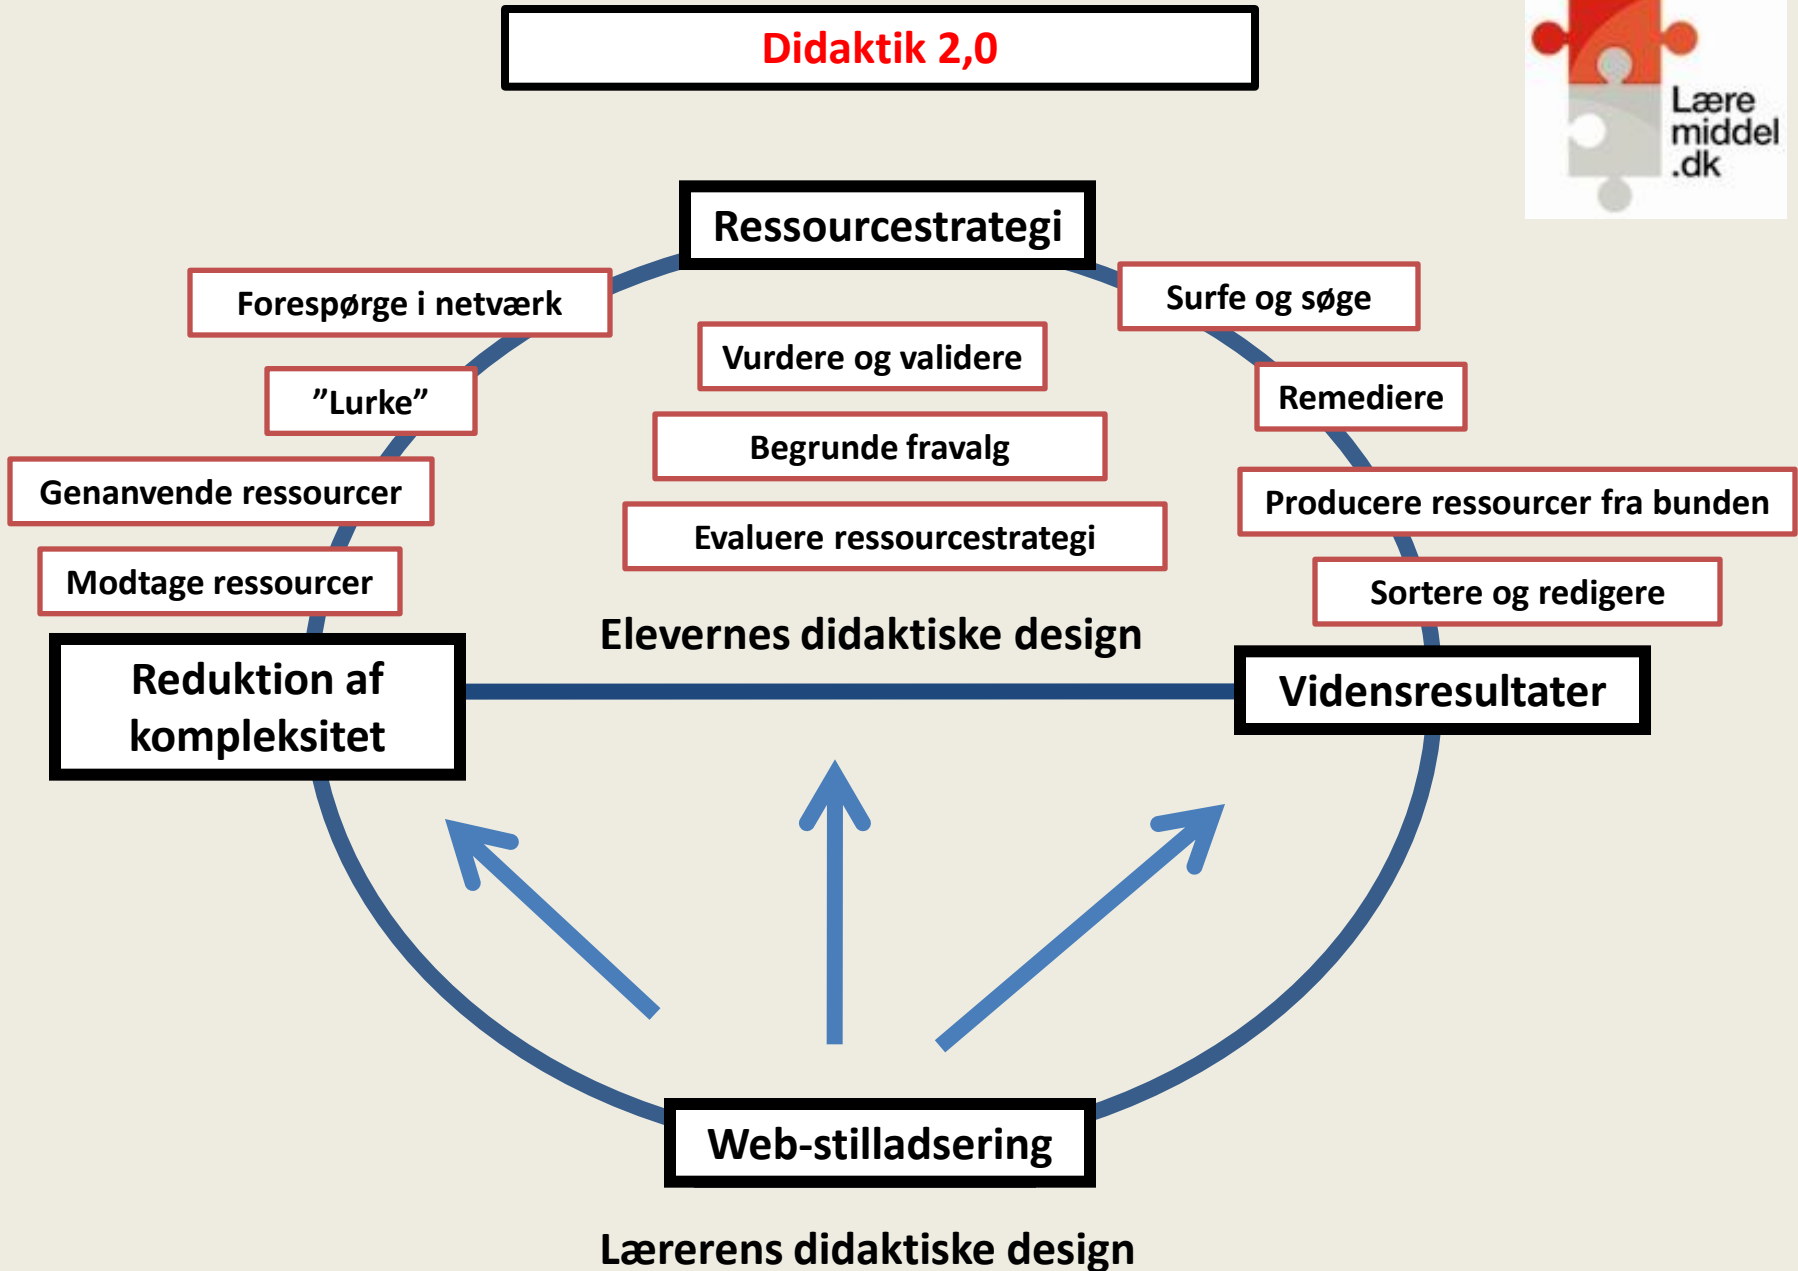 Didaktik 2,0
Lære
middel
.dk
Ressourcestrategi
Forespørge i netværk
Surfe og søge
Vurdere og validere
”Lurke”
Remediere
Begrunde fravalg
Genanvende ressourcer
Producere ressourcer fra bunden
Evaluere ressourcestrategi
Modtage ressourcer
Sortere og redigere
Elevernes didaktiske design
Reduktion af
kompleksitet
Vidensresultater
Web-stilladsering
Lærerens didaktiske design